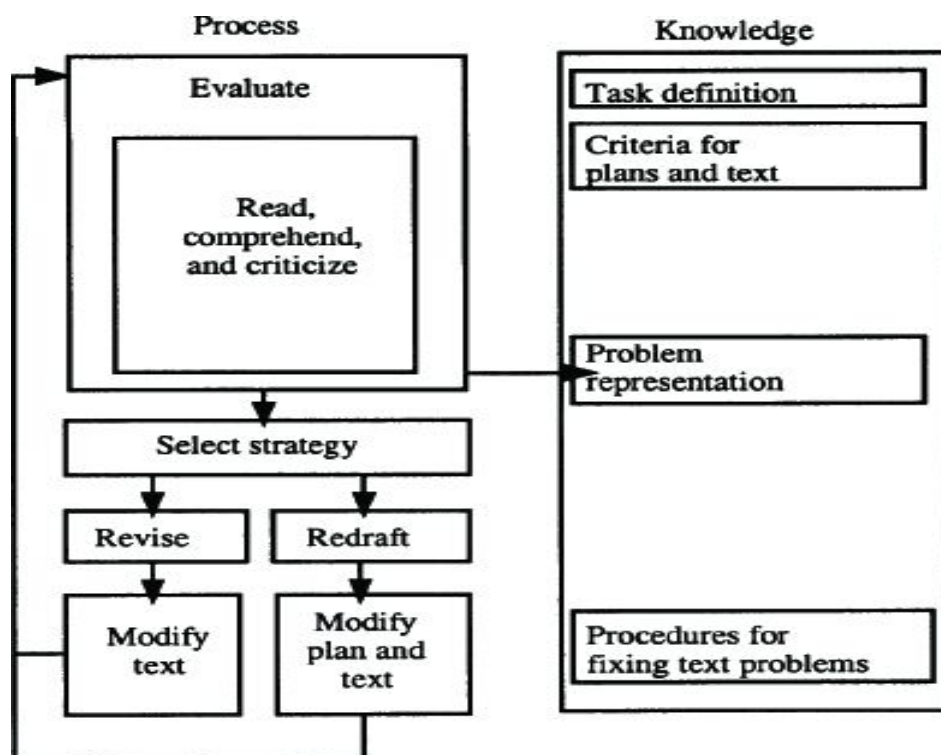 Process
Evaluate
Read,
comprehend,
and criticize
Select strategy
Revise
Redraft
Modify
text
Modify
plan and
text
Knowledge
Task definition
Criteria for
plans and text
Problem
representation
Procedures for
fixing text problems